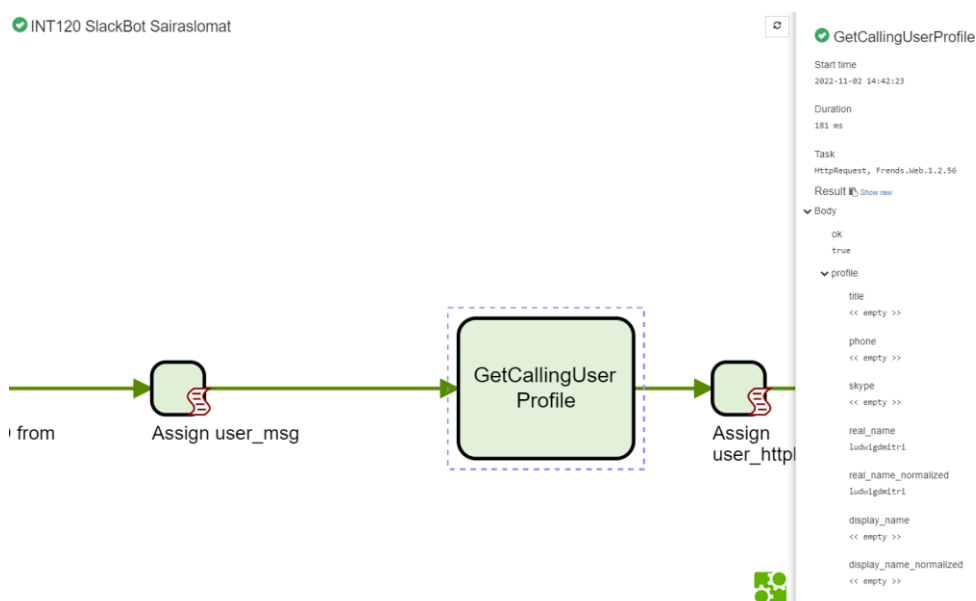 INT120 SlackBot Sairaslomat
from
Assign user_msg
GetCallingUser
Profile
Assign
user_http
GetCallingUserProfile
Start time
2022-11-02 14:42:23
Duration
181 ms
Task
HttpRequest, Frends.Web.1.2.56
Result Show raw
Body
ok
true
profile
title
<< empty >>
phone
<< empty >>
skype
<< empty >>
real_name
ludwigdmitri
real_name_normalized
ludwigdmitri
display_name
<< empty >>
display_name_normalized
<< empty >>